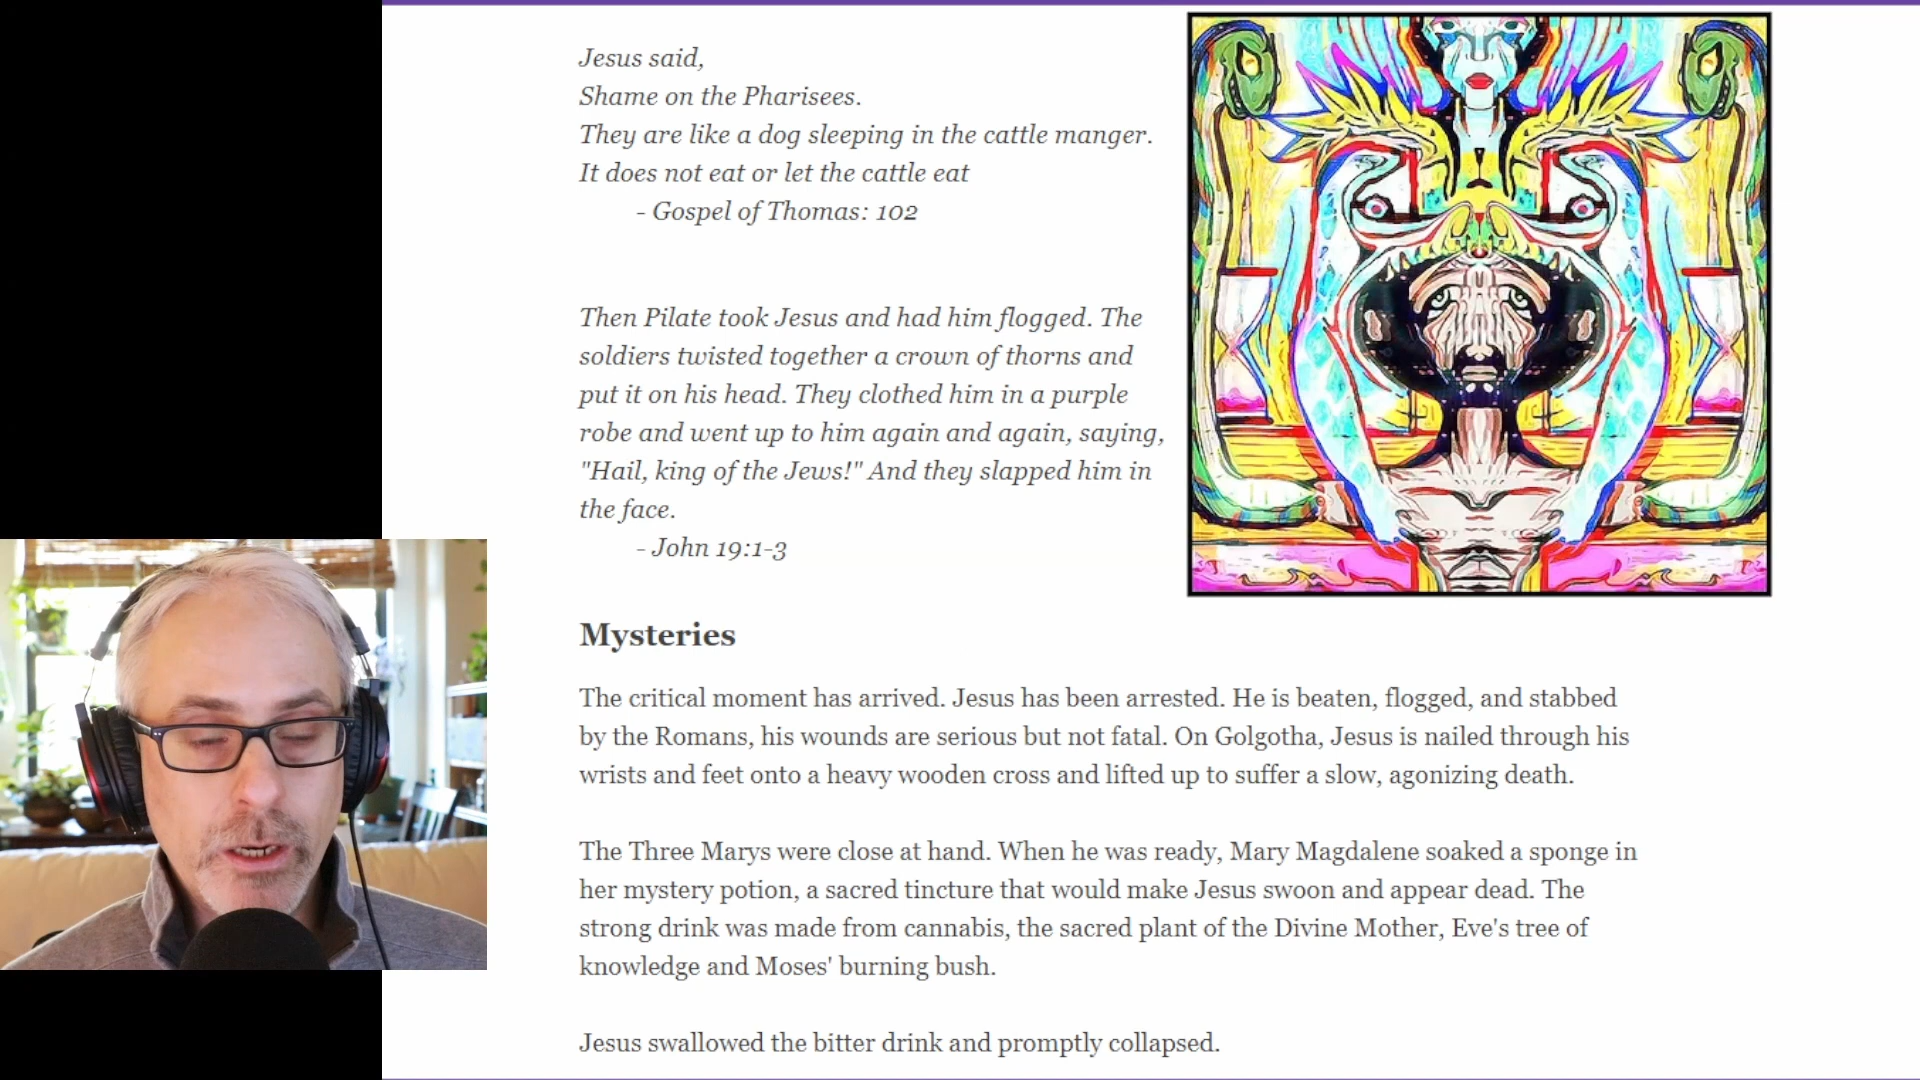 Jesus said,
Shame on the Pharisees.
They are like a dog sleeping in the cattle manger.
It does not eat or let the cattle eat
- Gospel of Thomas: 102
Then Pilate took Jesus and had him flogged. The
soldiers twisted together a crown of thorns and
put it on his head. They clothed him in a purple
robe and went up to him again and again, saying,
"Hail, king of the Jews!" And they slapped him in
the face.
- John 19:1-3
Mysteries
The critical moment has arrived. Jesus has been arrested. He is beaten, flogged, and stabbed
by the Romans, his wounds are serious but not fatal. On Golgotha, Jesus is nailed through his
wrists and feet onto a heavy wooden cross and lifted up to suffer a slow, agonizing death.
The Three Marys were close at hand. When he was ready, Mary Magdalene soaked a sponge in
her mystery potion, a sacred tincture that would make Jesus swoon and appear dead. The
strong drink was made from cannabis, the sacred plant of the Divine Mother, Eve's tree of
knowledge and Moses' burning bush.
Jesus swallowed the bitter drink and promptly collapsed.